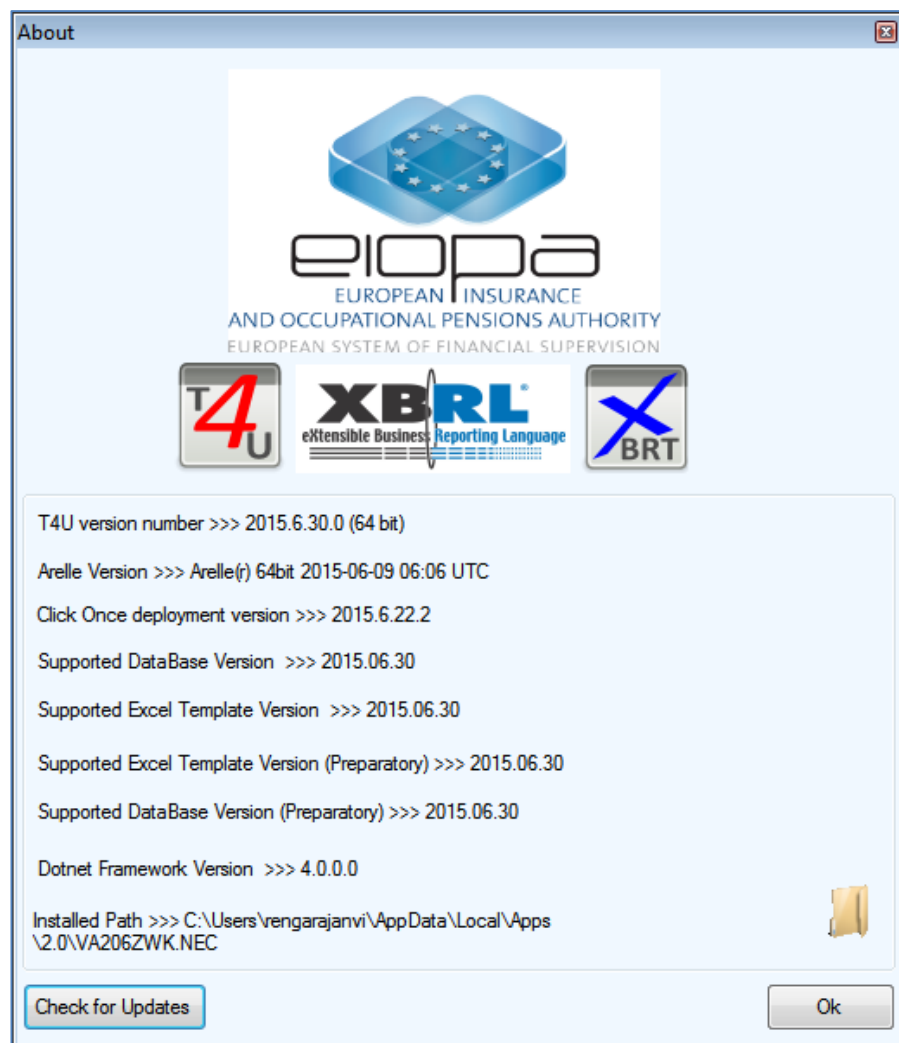 About
eiopa
EUROPEAN INSURANCE
AND OCCUPATIONAL PENSIONS AUTHORITY
EUROPEAN SYSTEM OF FINANCIAL SUPERVISION
T4U
XBRL®
eXtensible Business Reporting Language
XBRT
T4U version number >>> 2015.6.30.0 (64 bit)
Arelle Version >>> Arelle(r) 64bit 2015-06-09 06:06 UTC
Click Once deployment version >>> 2015.6.22.2
Supported DataBase Version >>> 2015.06.30
Supported Excel Template Version >>> 2015.06.30
Supported Excel Template Version (Preparatory) >>> 2015.06.30
Supported DataBase Version (Preparatory) >>> 2015.06.30
Dotnet Framework Version >>> 4.0.0.0
Installed Path >>> C:\Users\rengarajanvi\AppData\Local\Apps
\2.0\VA206ZWK.NEC
Check for Updates
Ok